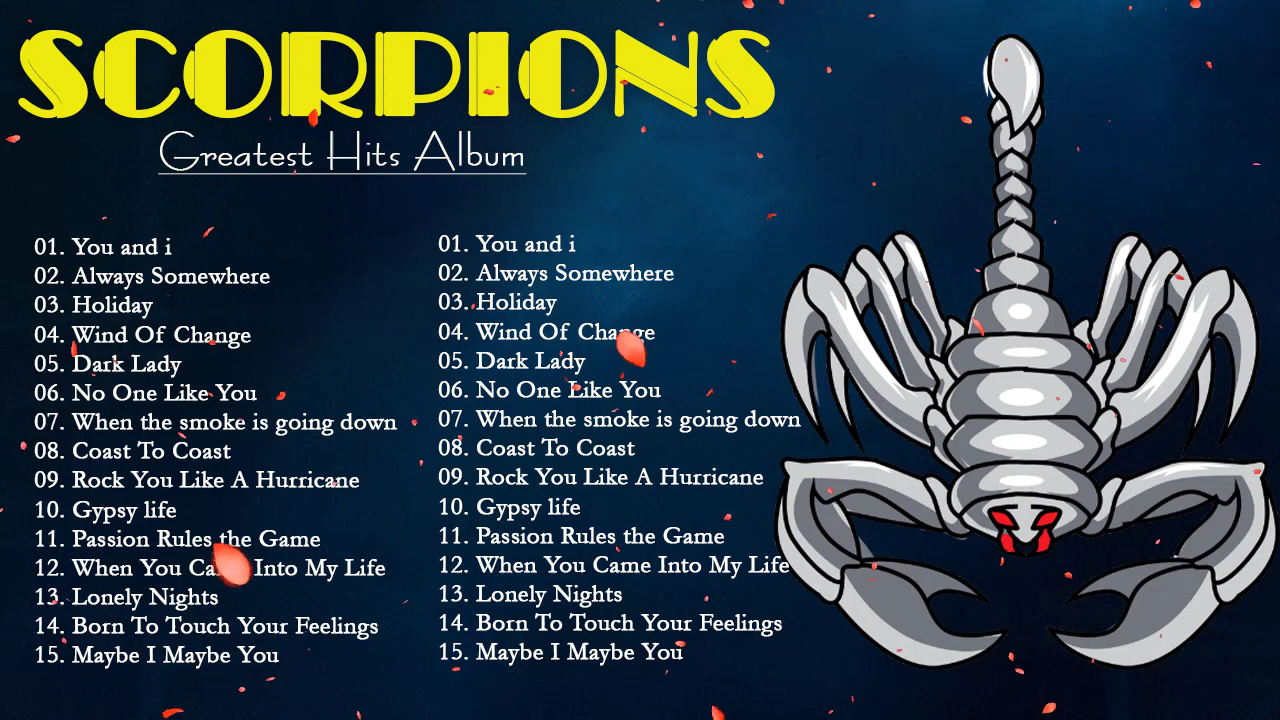 SCORPIONS
Greatest Hits Album
01. You and i
02. Always Somewhere
03. Holiday
04. Wind Of Change
05. Dark Lady
06. No One Like You
07. When the smoke is going down
08. Coast To Coast
09. Rock You Like A Hurricane
10. Gypsy life
11. Passion Rules the Game
12. When You Into My Life
13. Lonely Nights
14. Born To Touch Your Feelings
15. Maybe I Maybe You
01. You and i
02. Always Somewhere
03. Holiday
04. Wind Of Change
05. Dark Lady
06. No One Like You
07. When the smoke is going down
08. Coast To Coast
09. Rock You Like A Hurricane
10. Gypsy life
11. Passion Rules the Game
12. When You Came Into My Life
13. Lonely Nights
14. Born To Touch Your Feelings
15. Maybe I Maybe You